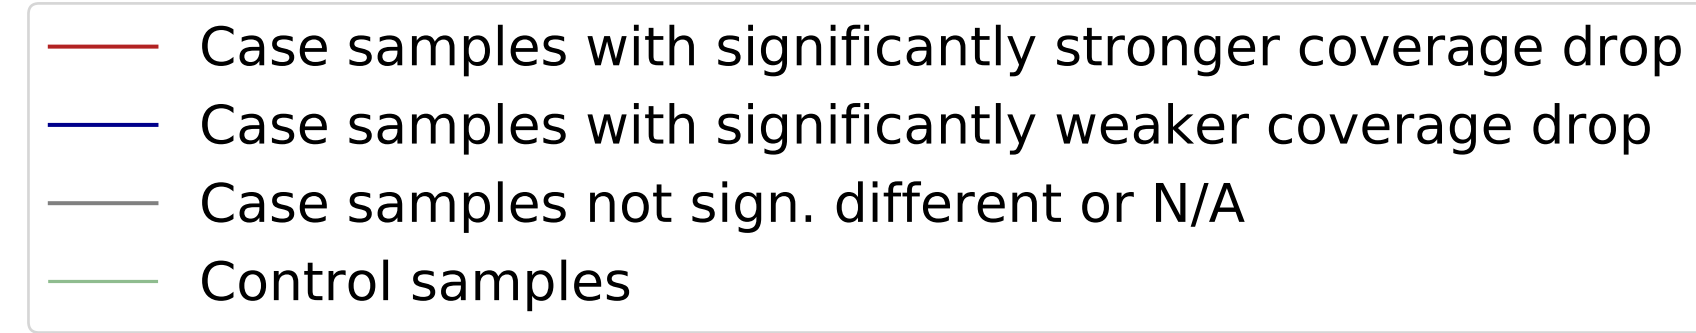 Case samples with significantly stronger coverage drop
Case samples with significantly weaker coverage drop
Case samples not sign. different or N/A
Control samples